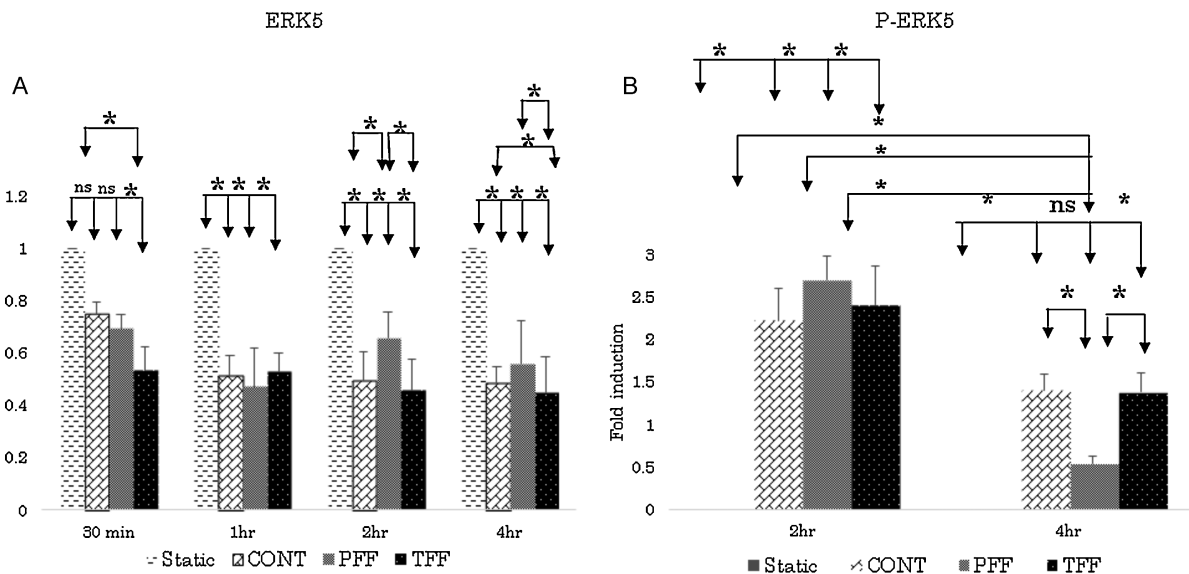 ERK5
A
*
* *
*
*
ns ns *
* * *
* * *
* * *
1.2
1
0.8
0.6
0.4
0.2
0
30 min 1hr 2hr 4hr
Static CONT PFF TFF
P-ERK5
B
* * *
*
*
*
* ns *
* *
3
2.5
2
1.5
1
0.5
0
Fold induction
2hr 4hr
Static CONT PFF TFF